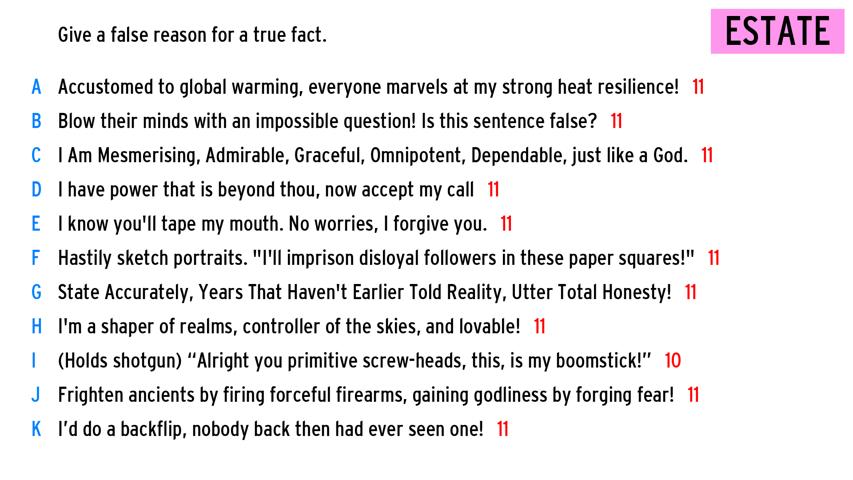 Give a false reason for a true fact.
ESTATE
A Accustomed to global warming, everyone marvels at my strong heat resilience! 11
B Blow their minds with an impossible question! Is this sentence false? 11
C I Am Mesmerising, Admirable, Graceful, Omnipotent, Dependable, just like a God. 11
D I have power that is beyond thou, now accept my call 11
E I know you'll tape my mouth. No worries, I forgive you. 11
F Hastily sketch portraits. "I'll imprison disloyal followers in these paper squares!" 11
G State Accurately, Years That Haven't Earlier Told Reality, Utter Total Honesty! 11
H I'm a shaper of realms, controller of the skies, and lovable! 11
I (Holds shotgun) “Alright you primitive screw-heads, this, is my boomstick!” 10
J Frighten ancients by firing forceful firearms, gaining godliness by forging fear! 11
K I’d do a backflip, nobody back then had ever seen one! 11